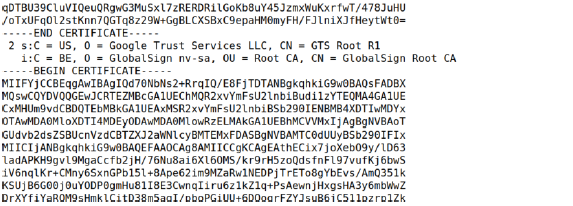 qDTBU39CluVIQeuQRgwG3MuSxl7zRERDRilGoKb8uY45JzmxWuKxrfwT/478JuHU
/oTxUFqOl2stKnn7QGTq8z29W+GgBLCXSBxC9epaHM0myFH/FJlniXJfHeytWt0=
-----END CERTIFICATE-----
2 s:C = US, O = Google Trust Services LLC, CN = GTS Root R1
i:C = BE, O = GlobalSign nv-sa, OU = Root CA, CN = GlobalSign Root CA
-----BEGIN CERTIFICATE-----
MIIFYjCCBEqgAwIBAgIQd70NbNs2+RrqIQ/E8FjTDTANBgkqhkiG9w0BAQsFADBX
MQswCQYDVQQGEwJCRTEZMBcGA1UEChMQR2xvYmFsU2lnbiBudi1zYTEQMA4GA1UE
CxMHUm9vdCBDQTEbMBkGA1UEAxMSR2xvYmFsU2lnbiBSb290IENBMB4XDTIwMDYx
OTAwMDA0MloXDTI4MDEyODAwMDA0MlowRzELMAkGA1UEBhMCVVMxIjAgBgNVBAoT
GUdvb2dsZSBUcnVzdCBTZXJ2aWNlcyBMTEMxFDASBgNVBAMTC0dUUyBSb290IFIx
MIICIjANBgkqhkiG9w0BAQEFAAOCAg8AMIICCgKCAgEAthECix7joXebO9y/lD63
ladAPKH9gvl9MgaCcfb2jH/76Nu8ai6Xl6OMS/kr9rH5zoQdsfnFl97vufKj6bwS
iV6nqlKr+CMny6SxnGPb15l+8Ape62im9MZaRw1NEDPjTrETo8gYbEvs/AmQ351k
KSUjB6G00j0uYODP0gmHu81I8E3CwnqIiru6z1kZ1q+PsAewnjHxgsHA3y6mbWwZ
DrXYfiYaRQM9sHmklCitD38m5agI/pboPGiUU+6DOogrFZYJsuB6jC511pzrp1Zk